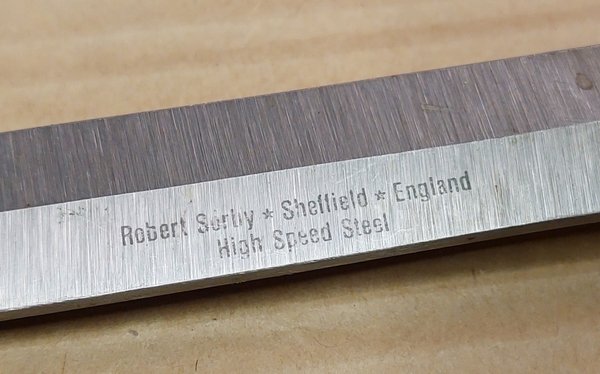 Robert Sorby ★ Sheffield ★ England
High Speed Steel